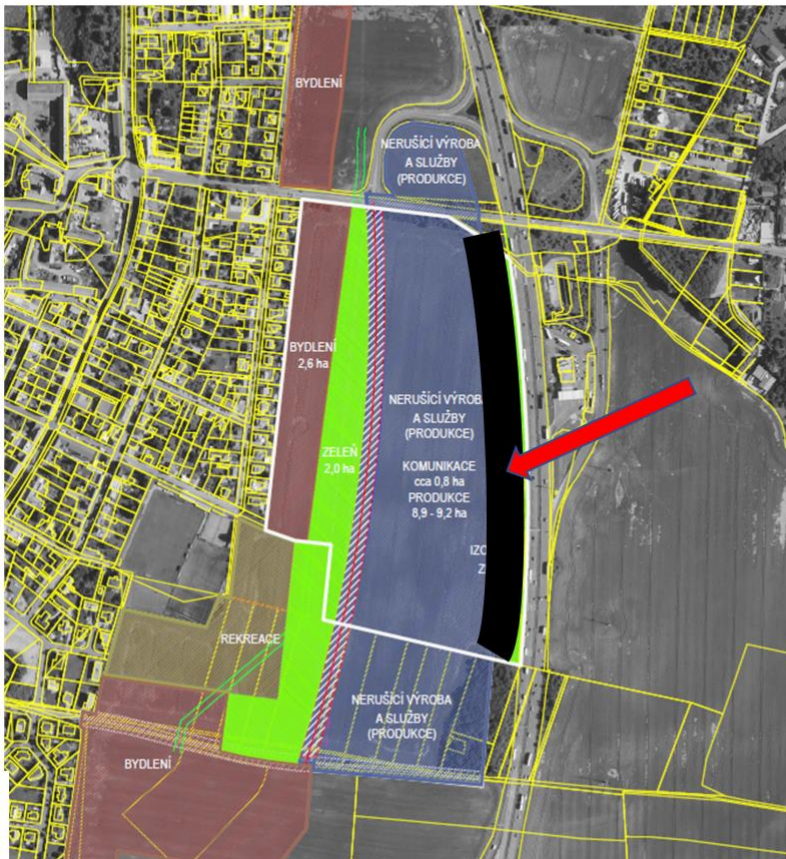 BYDLENÍ
NERUŠÍCÍ VÝROBA
A SLUŽBY
(PRODUKCE)
BYDLENÍ
2,6 ha
NERUŠÍCÍ VÝROBA
A SLUŽBY
(PRODUKCE)
ZELEŇ
2,0 ha
KOMUNIKACE
cca 0,8 ha
PRODUKCE
8,9 - 9,2 ha
REKREACE
NERUŠÍCÍ VÝROBA
A SLUŽBY
(PRODUKCE)
BYDLENÍ